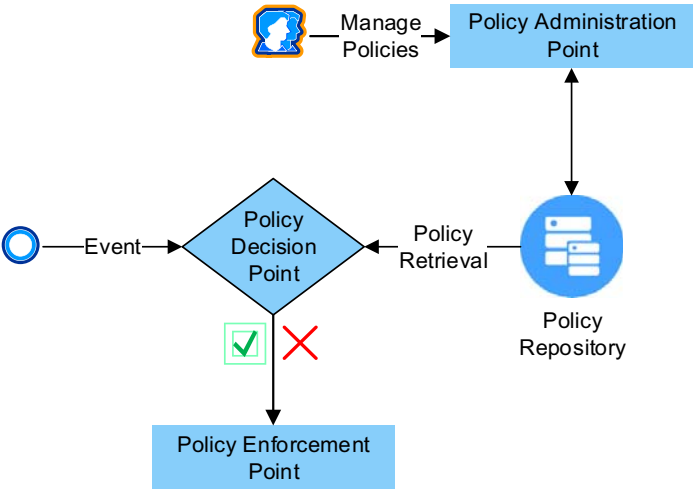 Manage
Policies
Policy Administration
Point
Policy
Decision
Point
Event
Policy
Retrieval
Policy
Repository
Policy Enforcement
Point